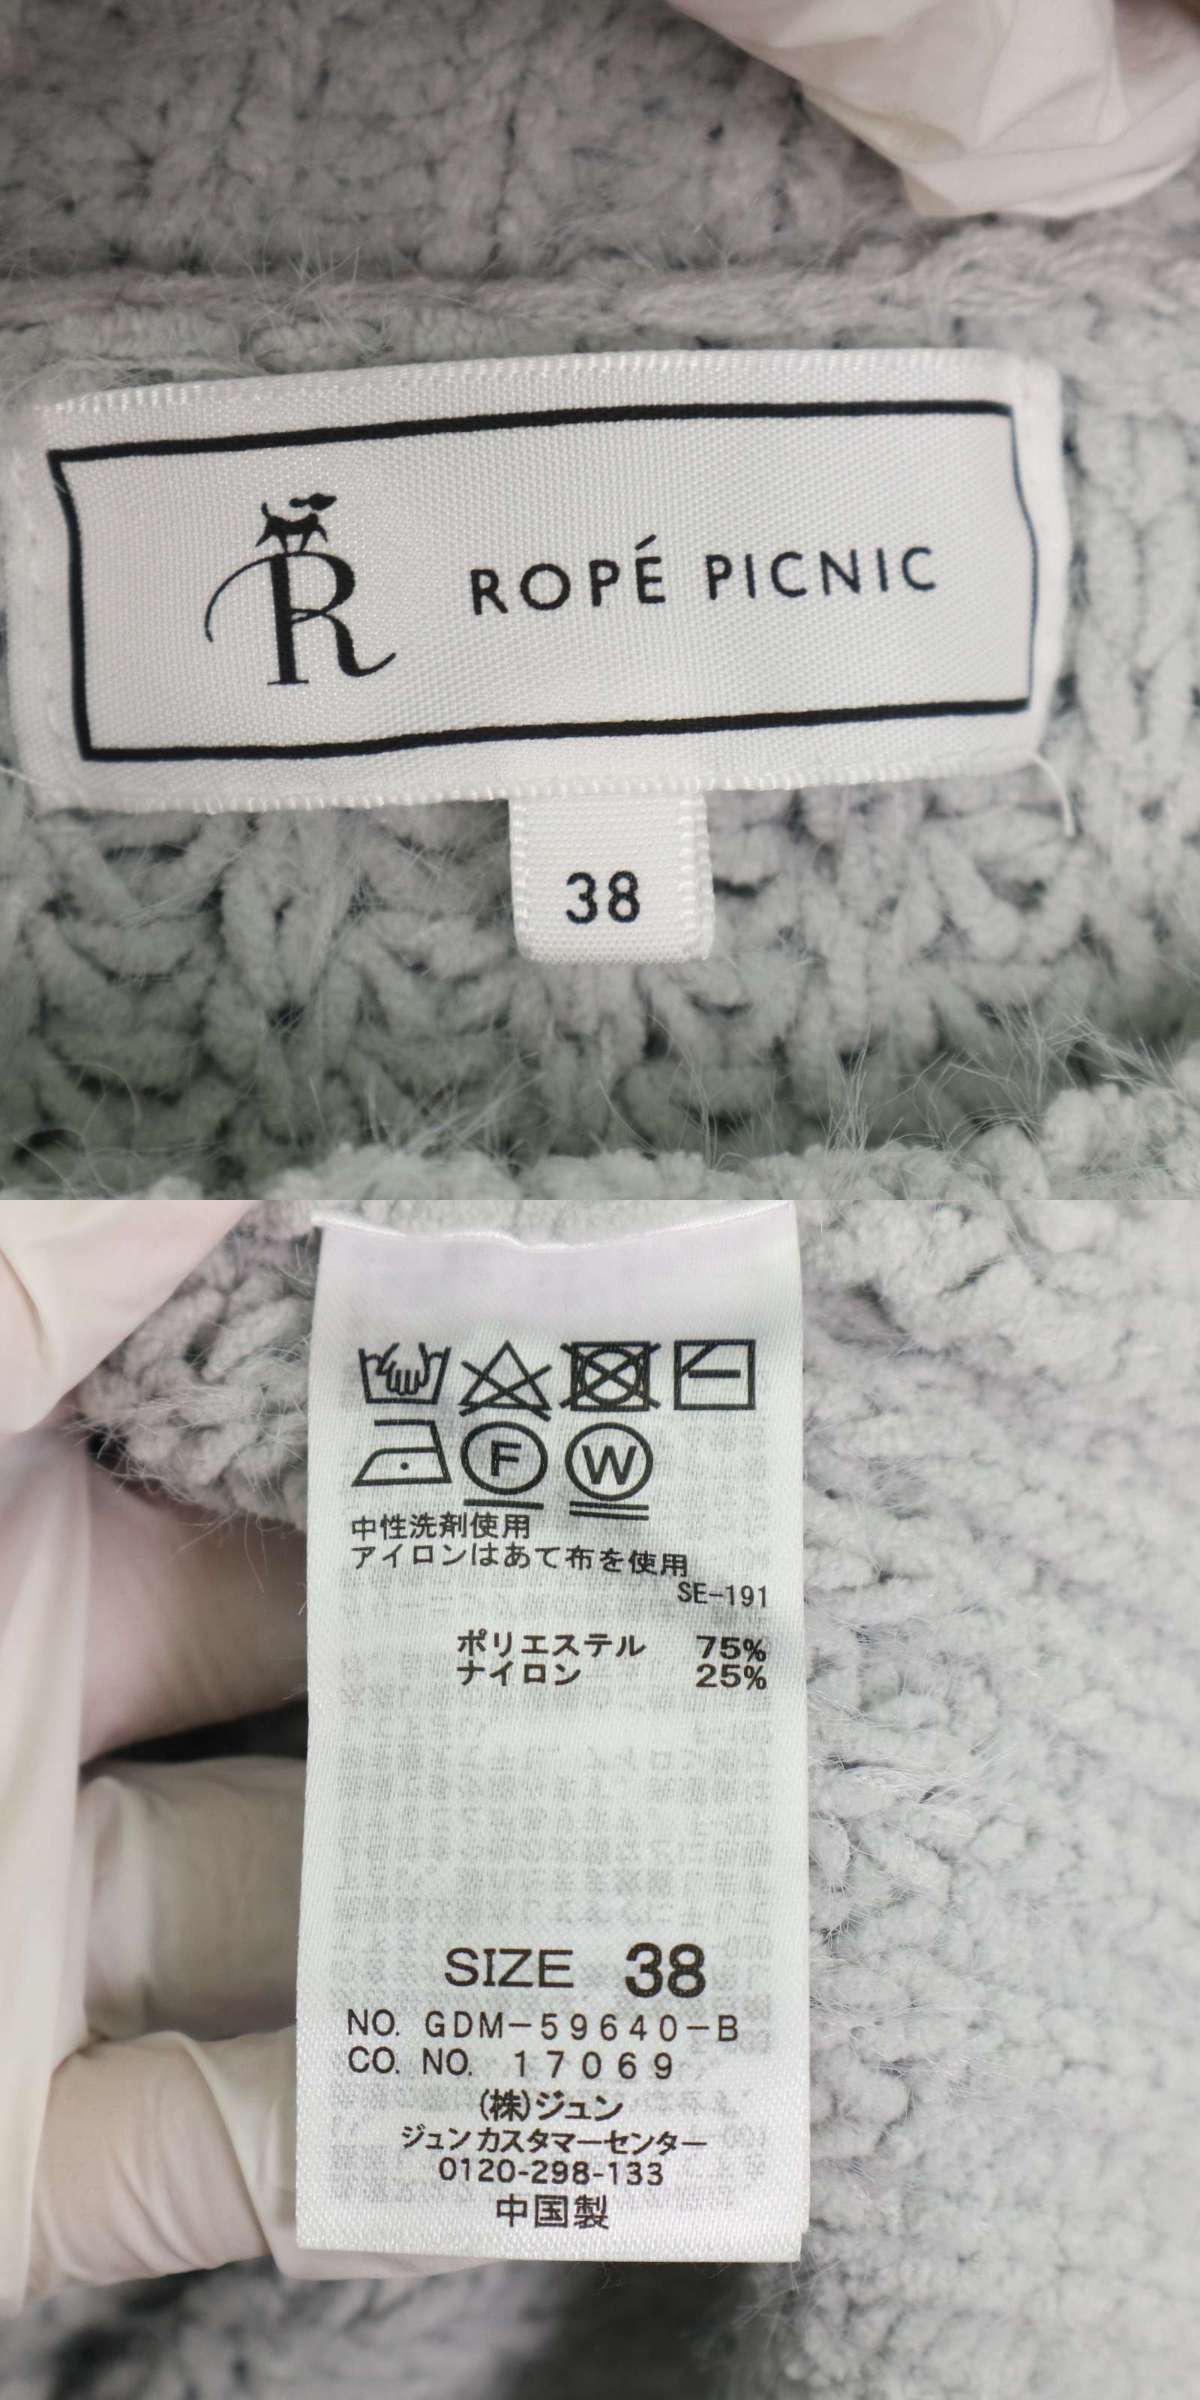 R ROPÉ PICNIC
38
F W
中性洗剤使用
アイロンはあて布を使用
SE-191
ポリエステル 75%
ナイロン 25%
SIZE 38
NO. GDM-59640-B
CO. NO. 17069
(株)ジュン
ジュンカスタマーセンター
0120-298-133
中国製